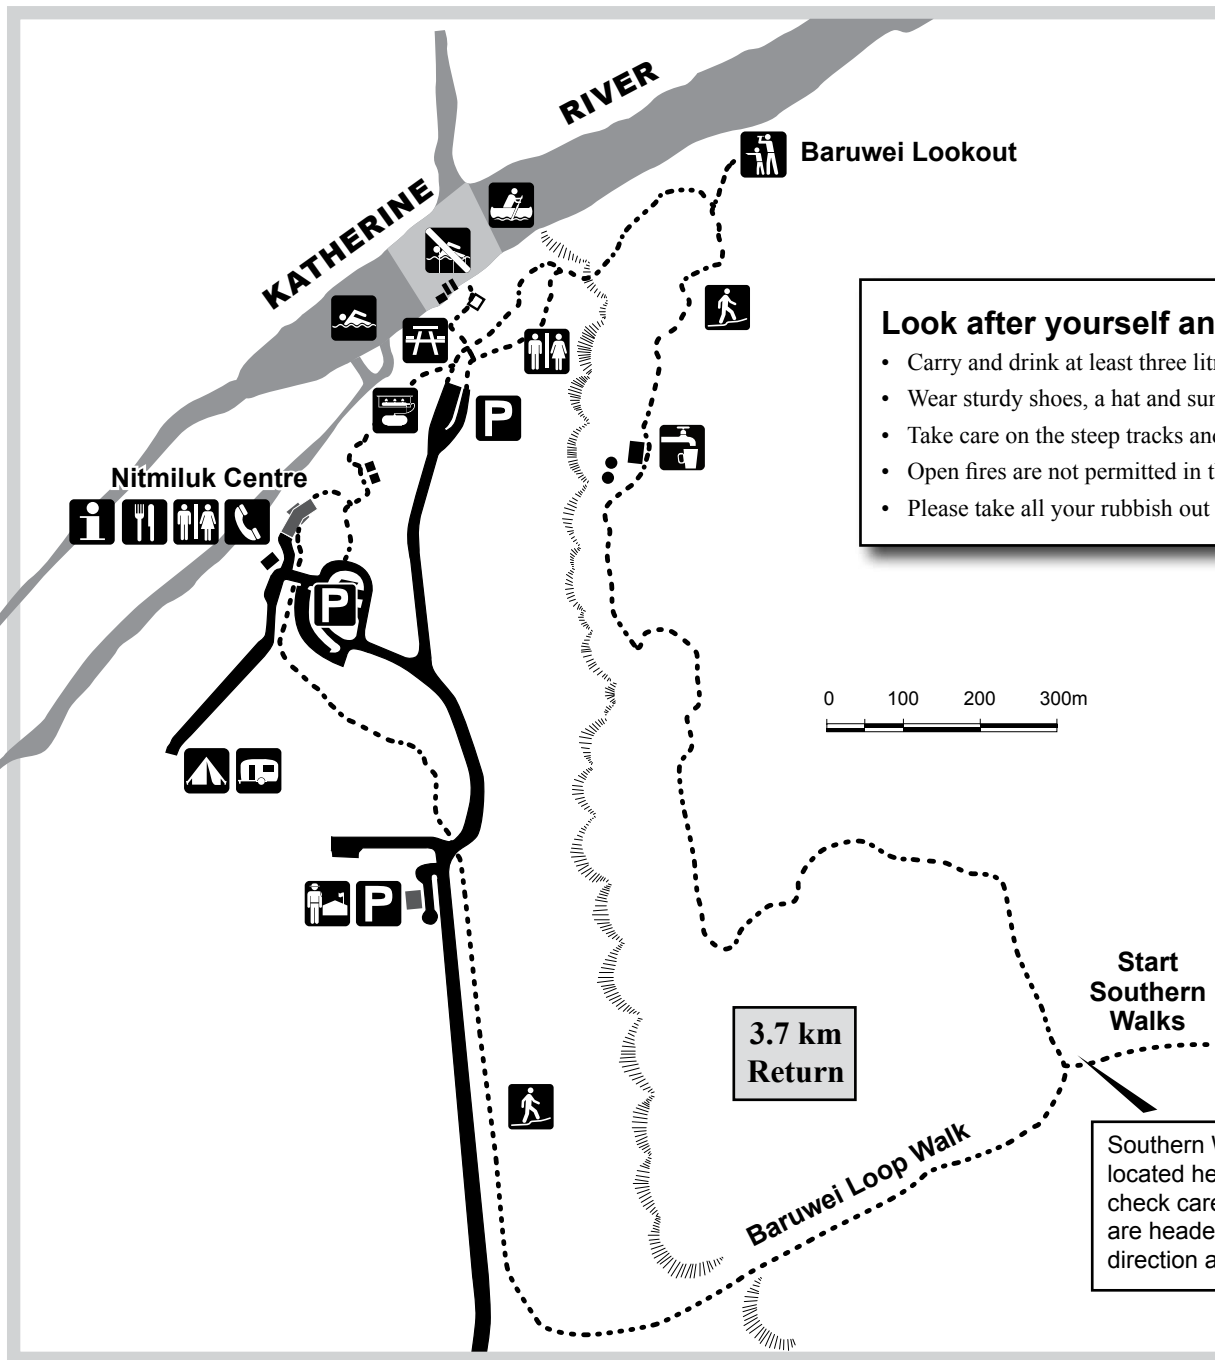 KATHERINE RIVER
Baruwei Lookout
Look after yourself an
• Carry and drink at least three lit
• Wear sturdy shoes, a hat and sun
• Take care on the steep tracks and
• Open fires are not permitted in t
• Please take all your rubbish out
P
Nitmiluk Centre
i
P
0 100 200 300m
P
Start
Southern
Walks
3.7 km
Return
Baruwei Loop Walk
Southern W
located he
check care
are heade
direction a